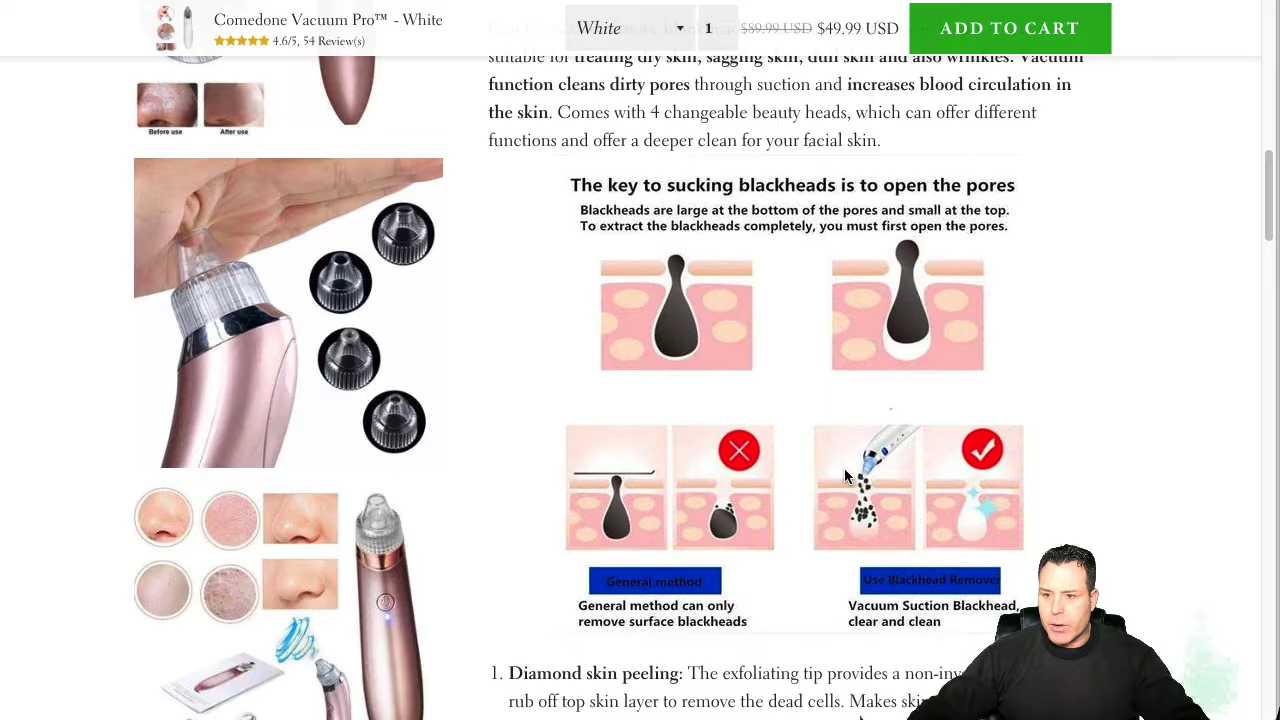 Comedone Vacuum Pro™ - White
4.6/5, 54 Review(s)
White
1
$89.99 USD $49.99 USD
ADD TO CART
suitable for treating dry skin, sagging skin, dull skin and also wrinkles. Vacuum
function cleans dirty pores through suction and increases blood circulation in
the skin. Comes with 4 changeable beauty heads, which can offer different
functions and offer a deeper clean for your facial skin.
Before use
After use
The key to sucking blackheads is to open the pores
Blackheads are large at the bottom of the pores and small at the top.
To extract the blackheads completely, you must first open the pores.
General method
Use Blackhead Remover
General method can only
remove surface blackheads
Vacuum Suction Blackhead,
clear and clean
1. Diamond skin peeling: The exfoliating tip provides a
rub off top skin layer to remove the dead cells. Makes